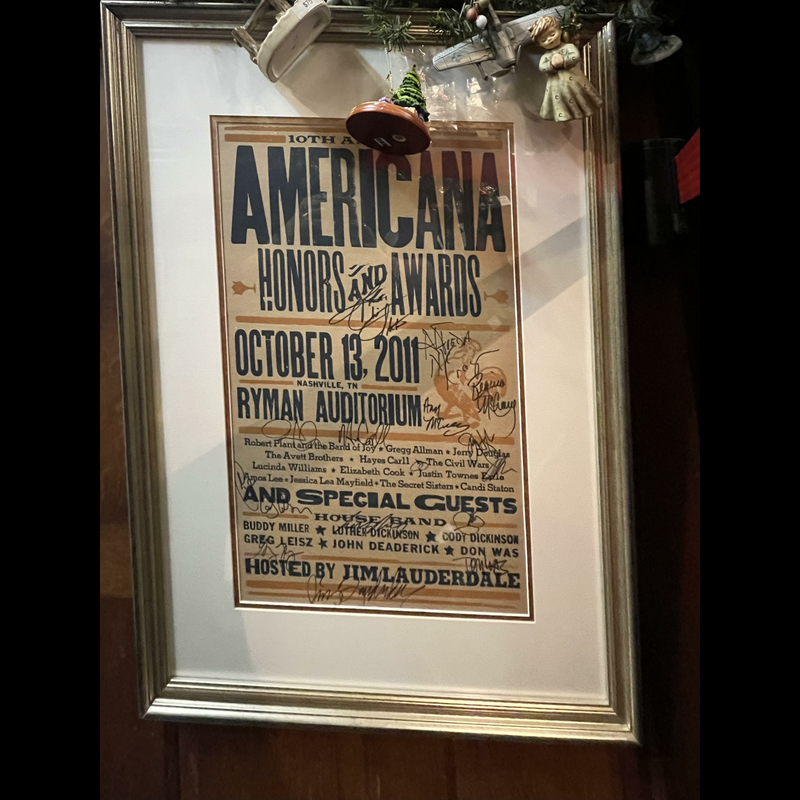 10TH A
AMERICANA
HONORS AND AWARDS
OCTOBER 13, 2011
NASHVILLE, TN
RYMAN AUDITORIUM
Robert Plant and the Band of Joy ★ Gregg Allman ★ Jerry Douglas
The Avett Brothers ★ Hayes Carll ★ The Civil Wars
Lucinda Williams ★ Elizabeth Cook ★ Justin Townes Earle
Amos Lee ★ Jessica Lea Mayfield ★ The Secret Sisters ★ Candi Staton
AND SPECIAL GUESTS
HOUSE BAND
BUDDY MILLER ★ LUTHER DICKINSON ★ CODY DICKINSON
GREG LEISZ ★ JOHN DEADERICK ★ DON WAS
HOSTED BY JIM LAUDERDALE